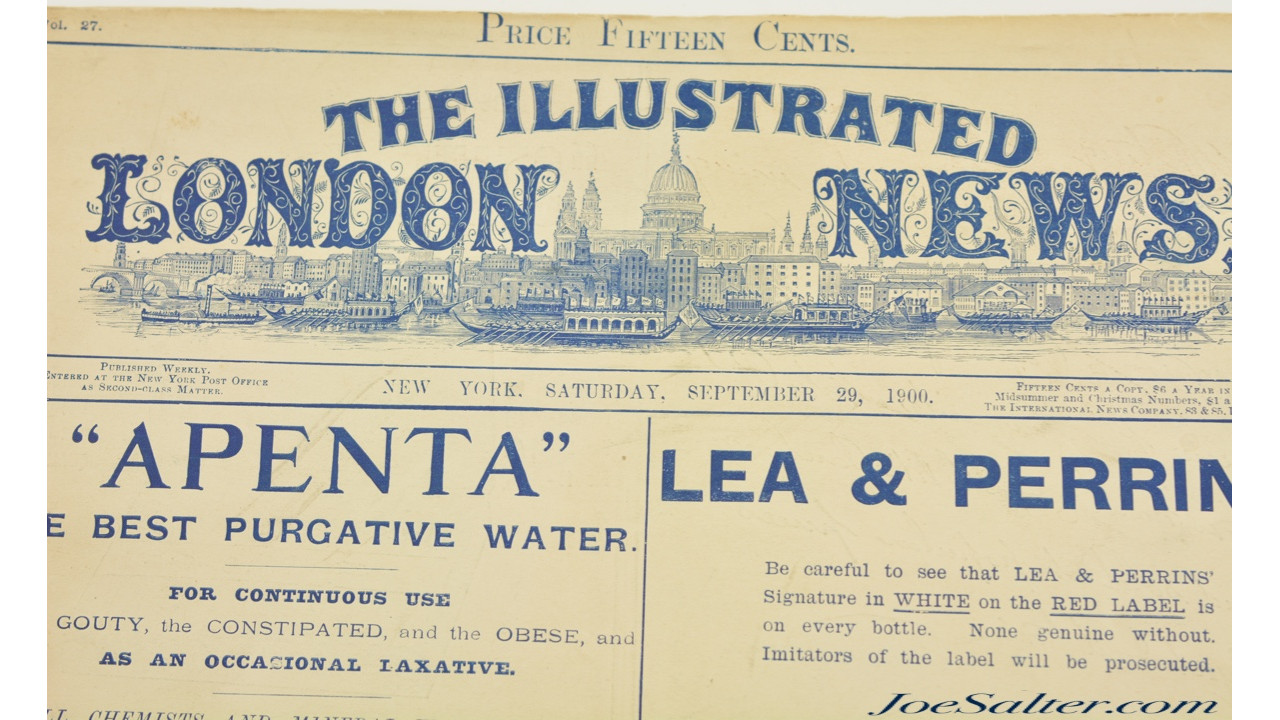 Vol. 27.
PRICE FIFTEEN CENTS.
THE ILLUSTRATED
LONDON NEWS
PUBLISHED WEEKLY.
ENTERED AT THE NEW YORK POST OFFICE
AS SECOND-CLASS MATTER.
NEW YORK, SATURDAY, SEPTEMBER 29, 1900.
FIFTEEN CENTS A COPY, $6 A YEAR IN
Midsummer and Christmas Numbers, $1 a
THE INTERNATIONAL NEWS COMPANY, 83 & 85,
"APENTA"
E BEST PURGATIVE WATER.
FOR CONTINUOUS USE
GOUTY, the CONSTIPATED, and the OBESE, and
AS AN OCCASIONAL LAXATIVE.
LL CHEMISTS AND MINERAL
LEA & PERRIN
Be careful to see that LEA & PERRINS'
Signature in WHITE on the RED LABEL is
on every bottle. None genuine without.
Imitators of the label will be prosecuted.
JoeSalter.com